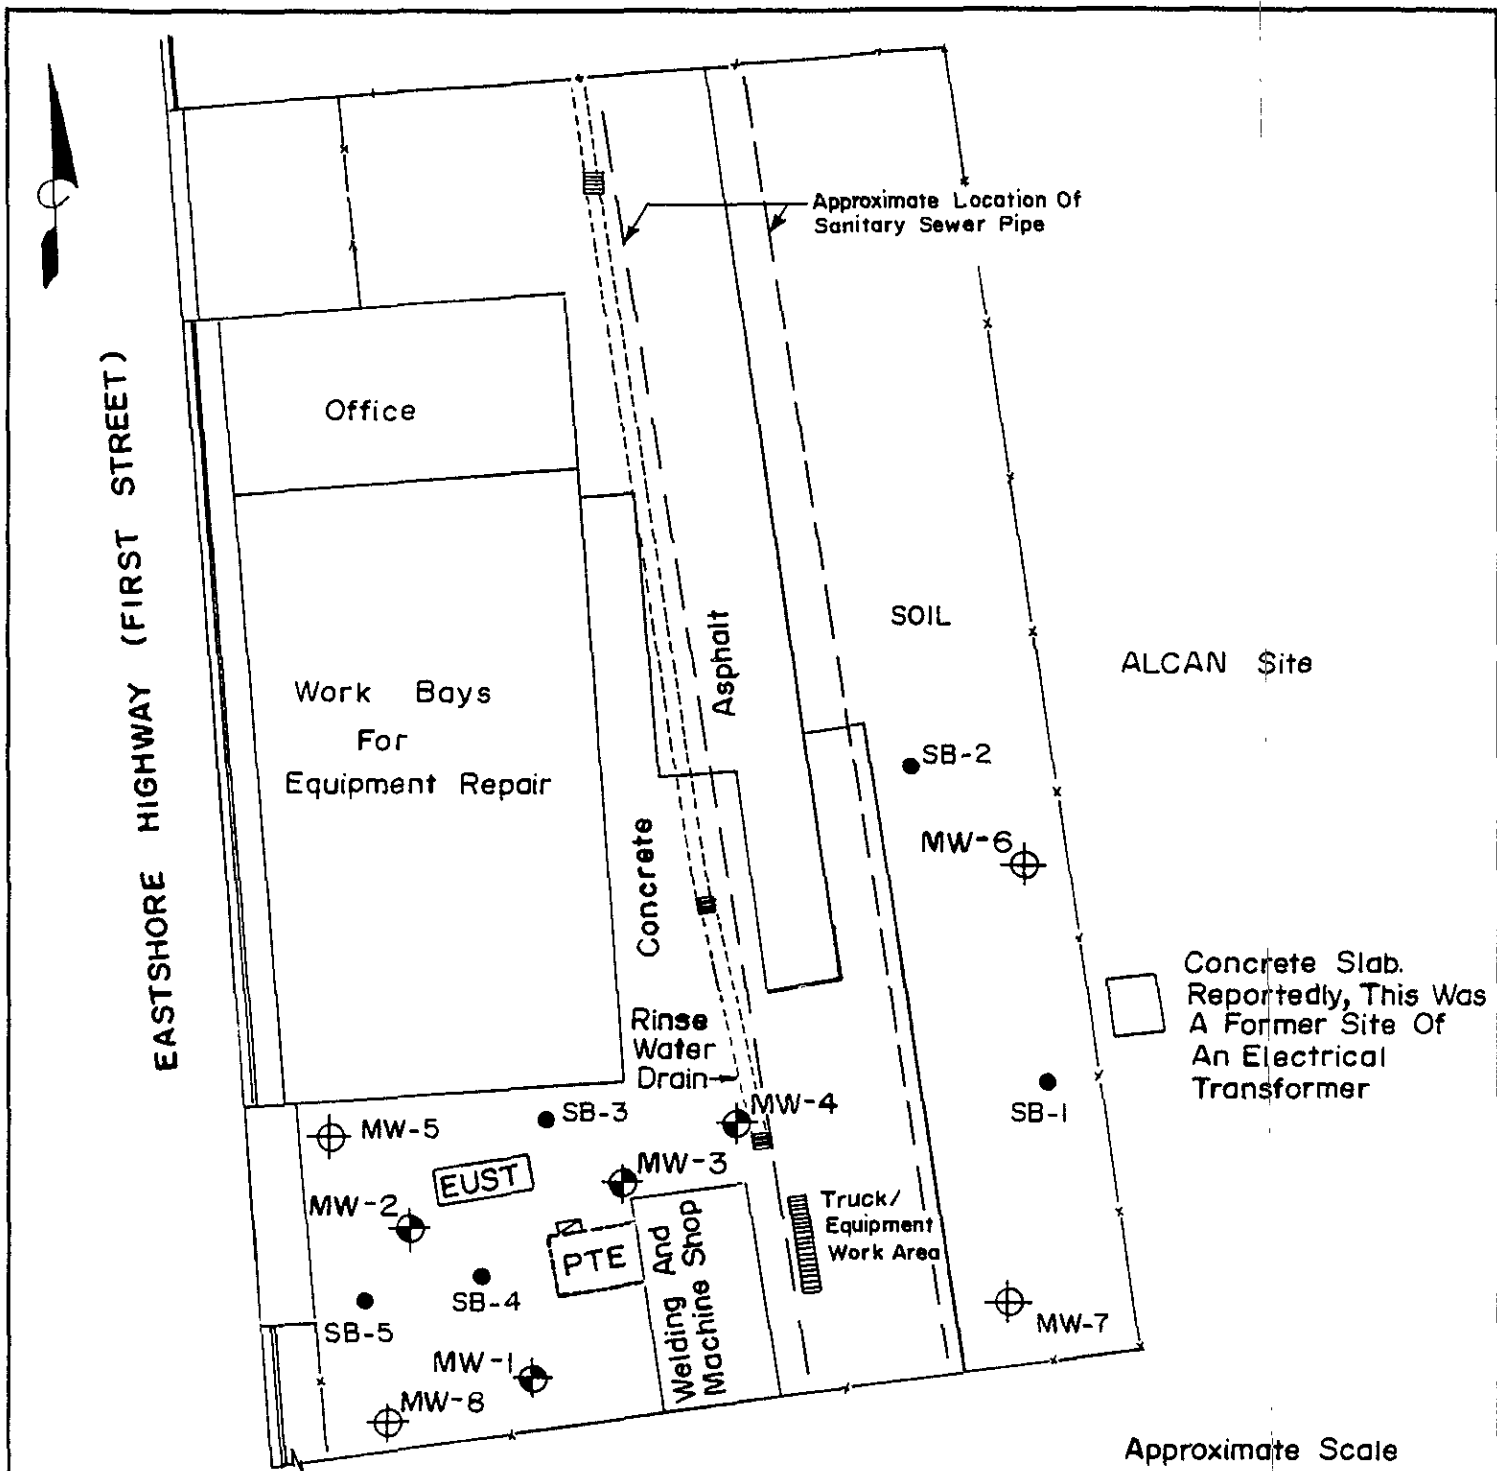 Approximate Location Of
Sanitary Sewer Pipe
EASTSHORE HIGHWAY (FIRST STREET)
Office
Work Bays
For
Equipment Repair
Asphalt
Concrete
SOIL
ALCAN Site
SB-2
MW-6
Concrete Slab.
Reportedly, This Was
A Former Site Of
An Electrical
Transformer
Rinse
Water
Drain
SB-1
MW-5
SB-3
MW-4
EUST
MW-3
MW-2
PTE
Welding And
Machine Shop
Truck/
Equipment
Work Area
SB-4
SB-5
MW-7
MW-1
MW-8
Approximate Scale